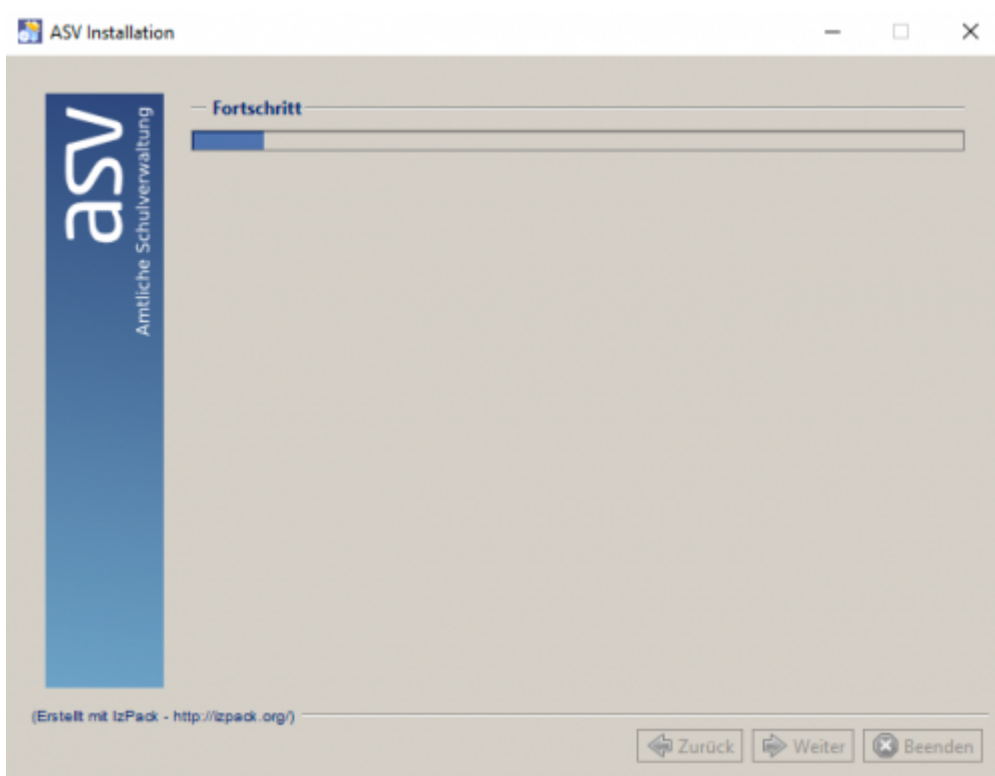 ASV Installation
Fortschritt
asv
Amtliche Schulverwaltung
(Erstellt mit IzPack - http://izpack.org/)
Zurück
Weiter
Beenden